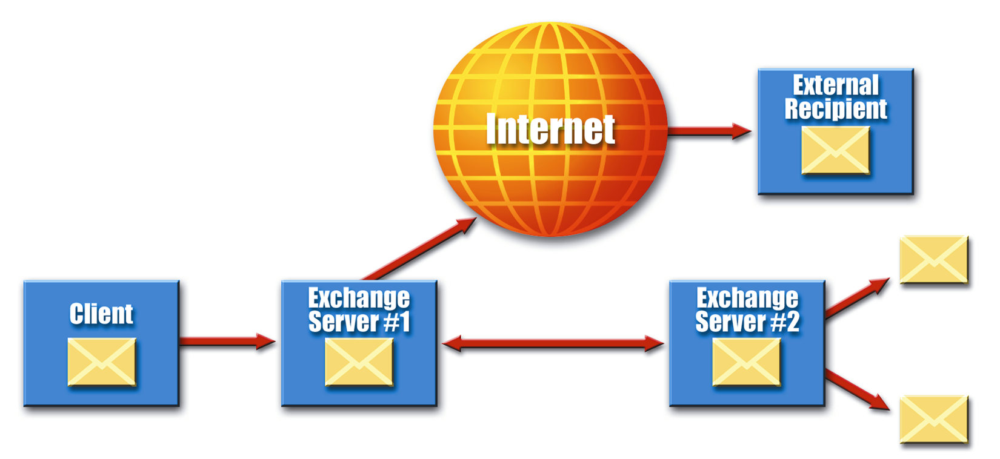 Internet
External
Recipient
Client
Exchange
Server #1
Exchange
Server #2